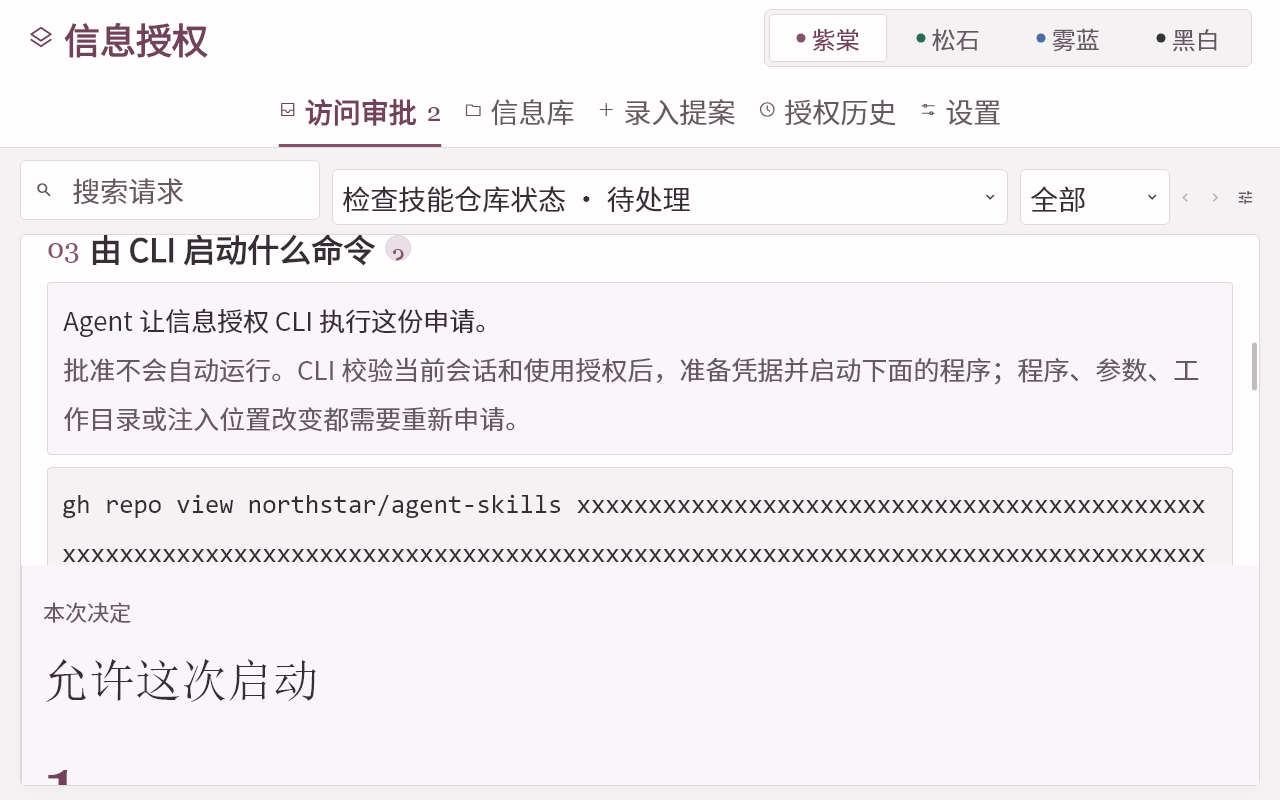 信息授权
紫棠
松石
雾蓝
黑白
访问审批 2
信息库
录入提案
授权历史
设置
搜索请求
检查技能仓库状态 · 待处理
全部
03 由 CLI 启动什么命令 ?
Agent 让信息授权 CLI 执行这份申请。
批准不会自动运行。CLI 校验当前会话和使用授权后，准备凭据并启动下面的程序；程序、参数、工
作目录或注入位置改变都需要重新申请。
gh repo view northstar/agent-skills xxxxxxxxxxxxxxxxxxxxxxxxxxxxxxxxxxxxxxxxxxxx
xxxxxxxxxxxxxxxxxxxxxxxxxxxxxxxxxxxxxxxxxxxxxxxxxxxxxxxxxxxxxxxxxxxxxxxxxxxxxxxx
本次决定
允许这次启动